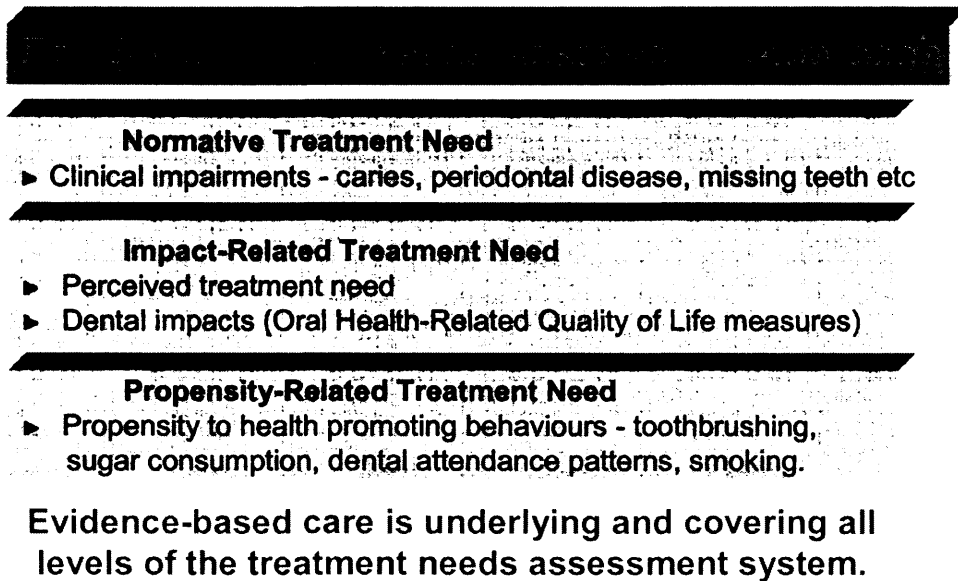 Normative Treatment Need
► Clinical impairments - caries, periodontal disease, missing teeth etc
Impact-Related Treatment Need
► Perceived treatment need
► Dental impacts (Oral Health-Related Quality of Life measures)
Propensity-Related Treatment Need
► Propensity to health promoting behaviours - toothbrushing,
sugar consumption, dental attendance patterns, smoking.
Evidence-based care is underlying and covering all
levels of the treatment needs assessment system.